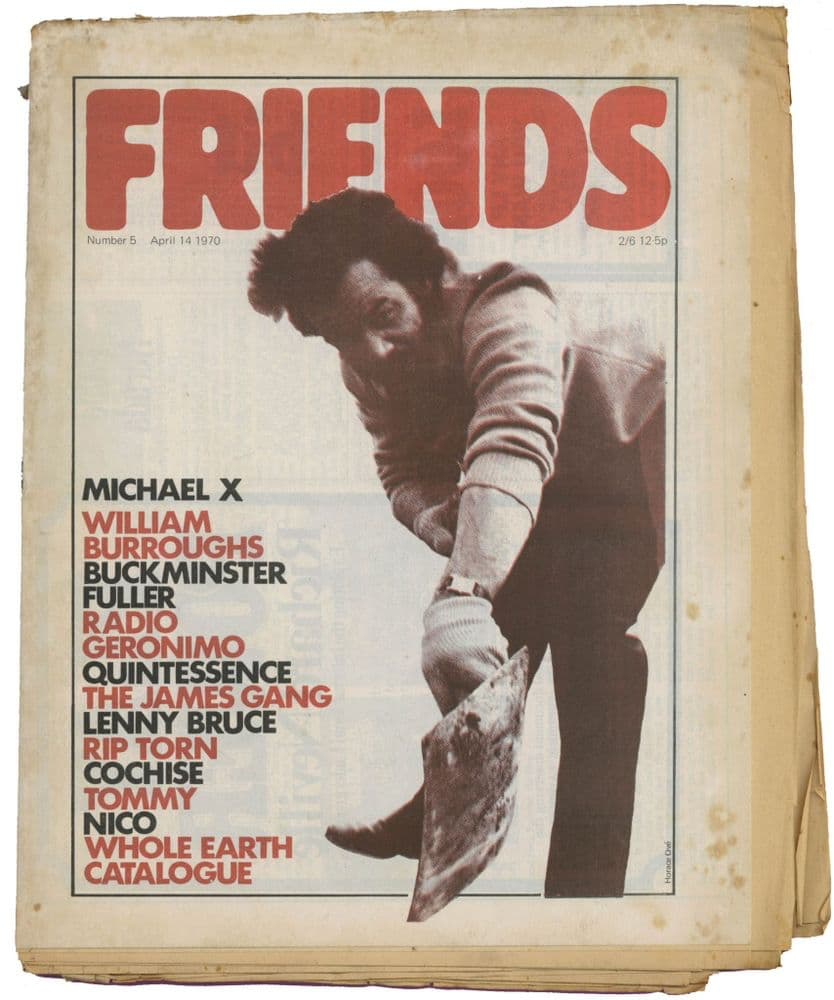 FRIENDS
Number 5 April 14 1970
2/6 12·5p
MICHAEL X
WILLIAM
BURROUGHS
BUCKMINSTER
FULLER
RADIO
GERONIMO
QUINTESSENCE
THE JAMES GANG
LENNY BRUCE
RIP TORN
COCHISE
TOMMY
NICO
WHOLE EARTH
CATALOGUE
Horace Ové